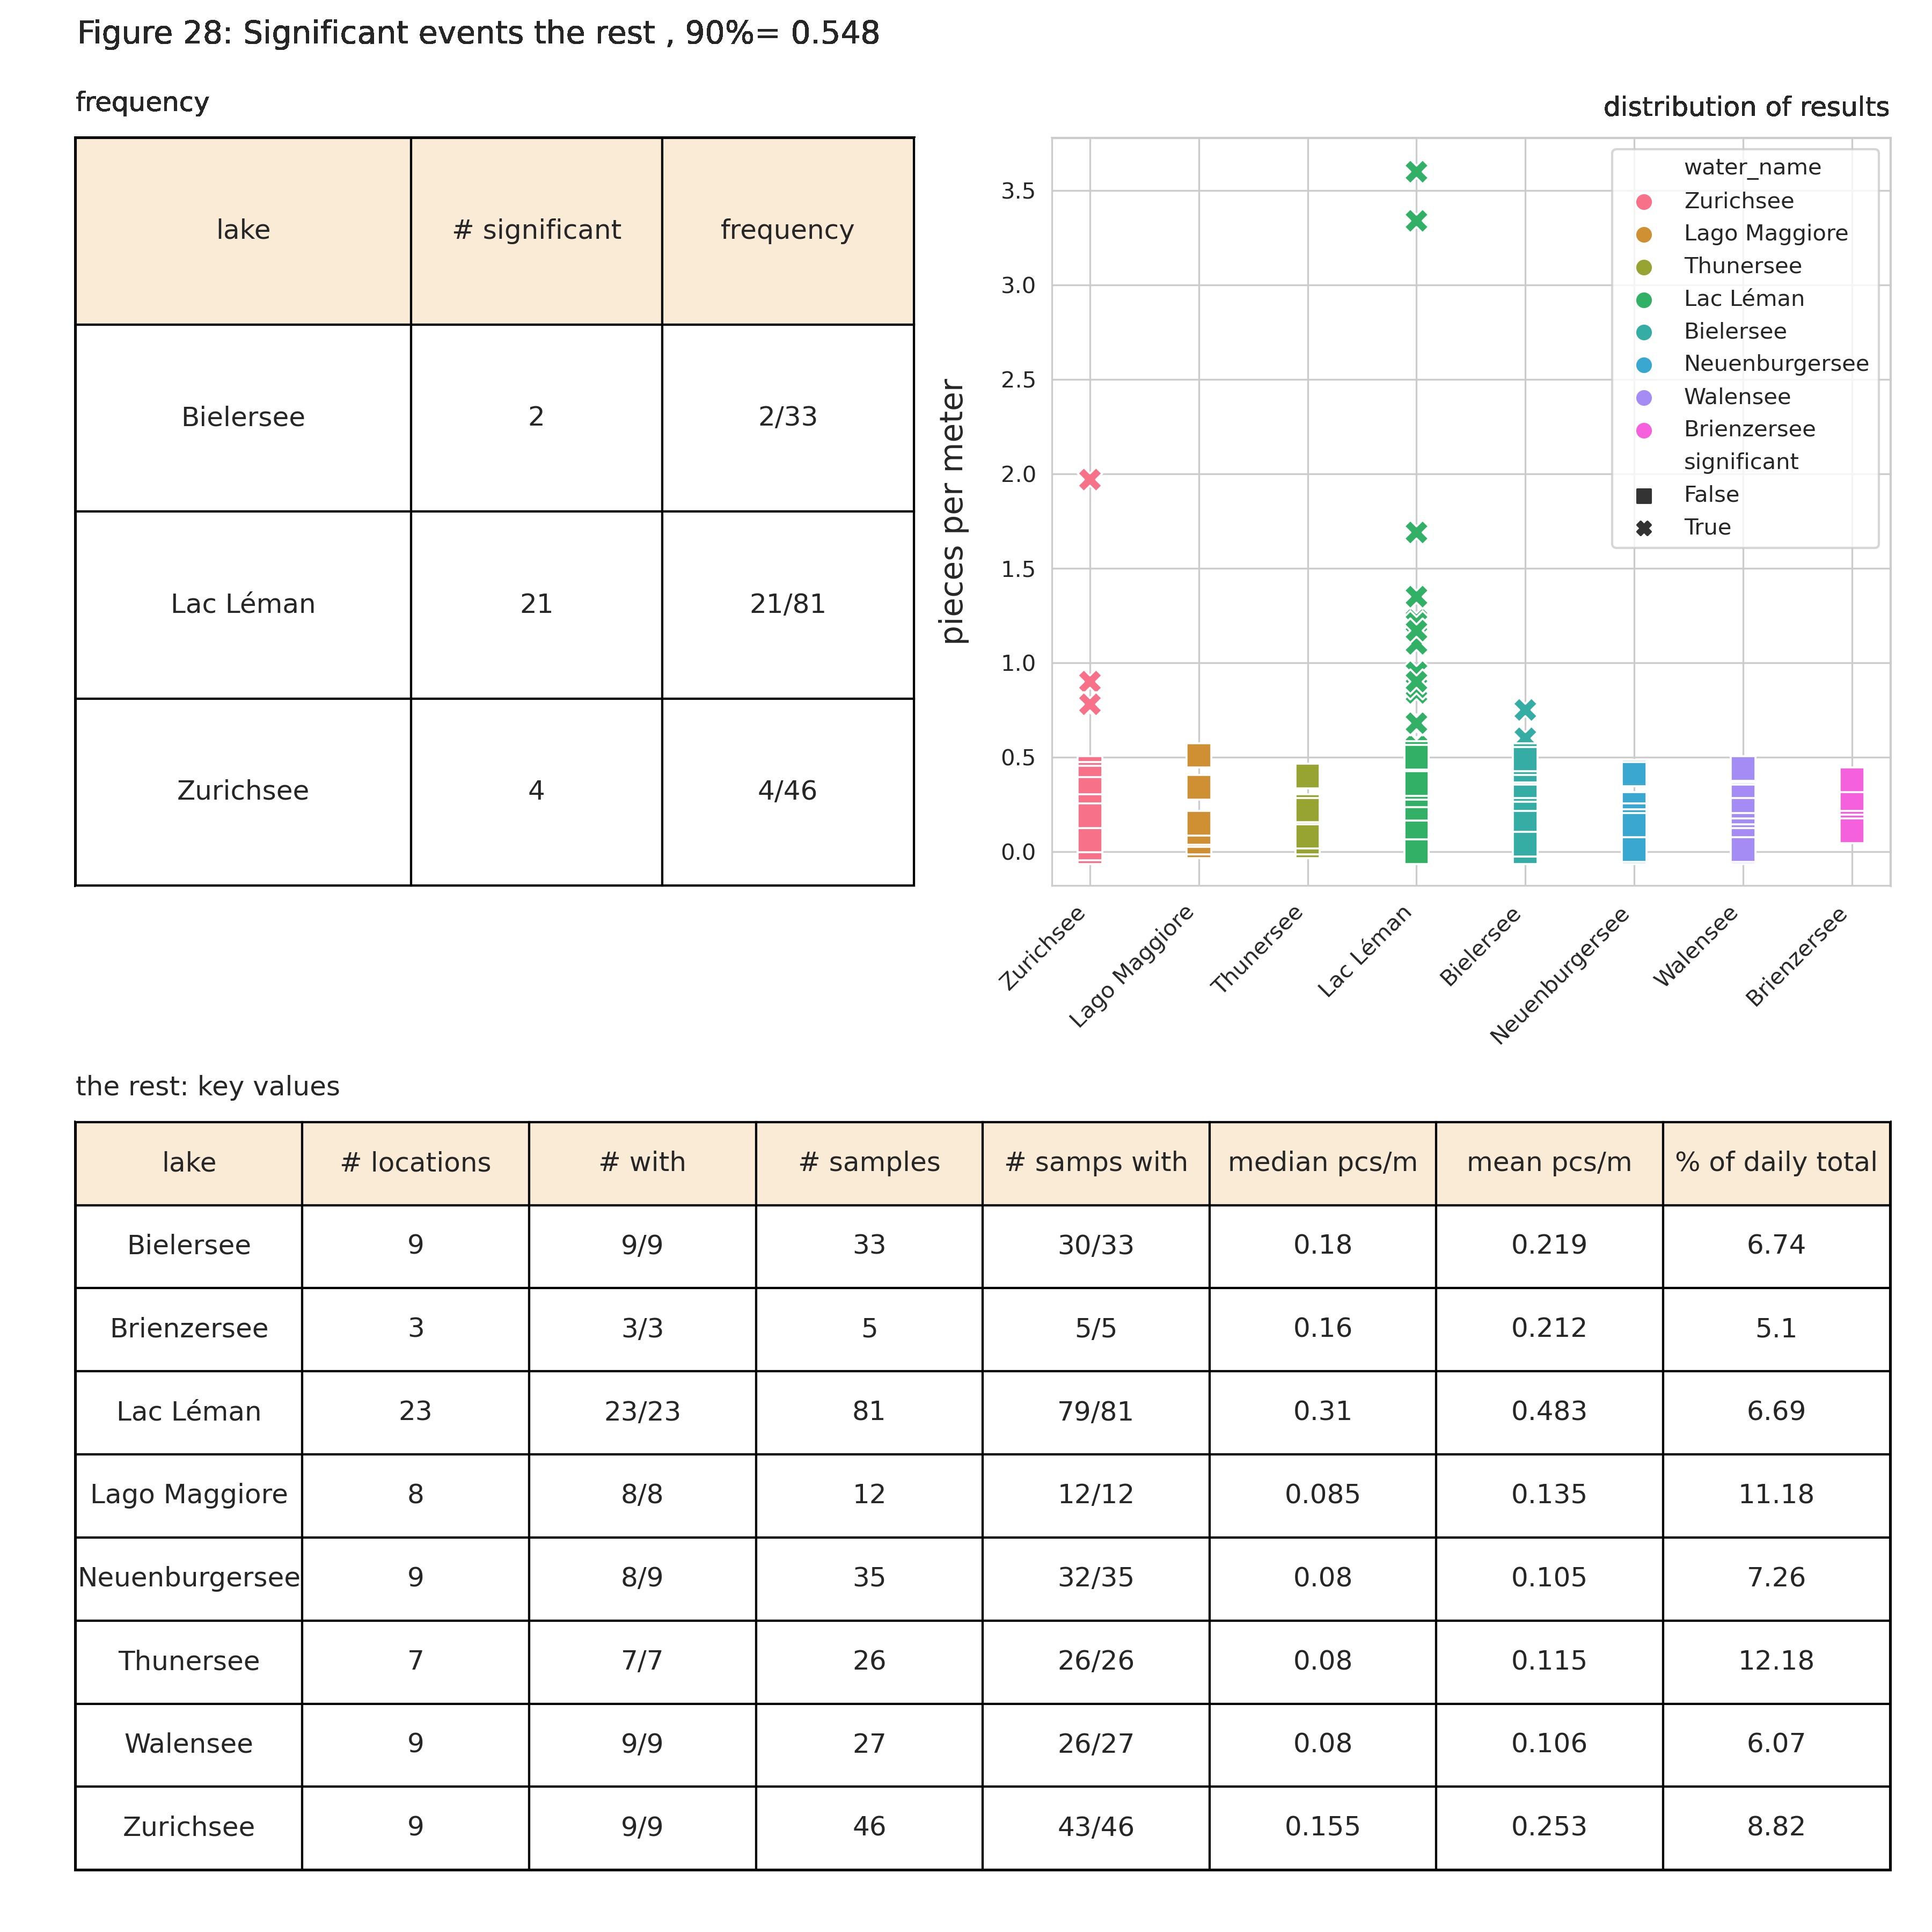 Figure 28: Significant events the rest , 90%= 0.548
frequency
lake # significant frequency
Bielersee 2 2/33
Lac Léman 21 21/81
Zurichsee 4 4/46
distribution of results
pieces per meter
3.5
3.0
2.5
2.0
1.5
1.0
0.5
0.0
water_name
Zurichsee
Lago Maggiore
Thunersee
Lac Léman
Bielersee
Neuenburgersee
Walensee
Brienzersee
significant
False
True
Zurichsee
Lago Maggiore
Thunersee
Lac Léman
Bielersee
Neuenburgersee
Walensee
Brienzersee
the rest: key values
lake # locations # with # samples # samps with median pcs/m mean pcs/m % of daily total
Bielersee 9 9/9 33 30/33 0.18 0.219 6.74
Brienzersee 3 3/3 5 5/5 0.16 0.212 5.1
Lac Léman 23 23/23 81 79/81 0.31 0.483 6.69
Lago Maggiore 8 8/8 12 12/12 0.085 0.135 11.18
Neuenburgersee 9 8/9 35 32/35 0.08 0.105 7.26
Thunersee 7 7/7 26 26/26 0.08 0.115 12.18
Walensee 9 9/9 27 26/27 0.08 0.106 6.07
Zurichsee 9 9/9 46 43/46 0.155 0.253 8.82